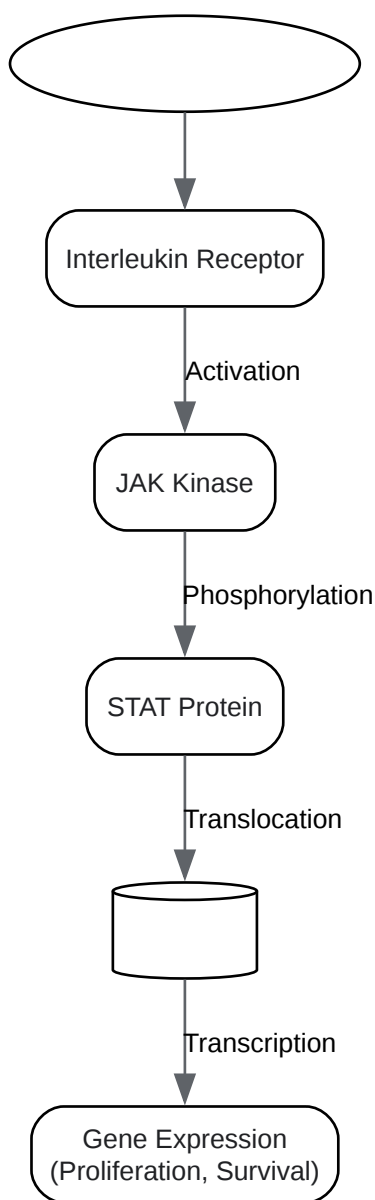 Interleukin Receptor
Activation
JAK Kinase
Phosphorylation
STAT Protein
Translocation
Transcription
Gene Expression
(Proliferation, Survival)